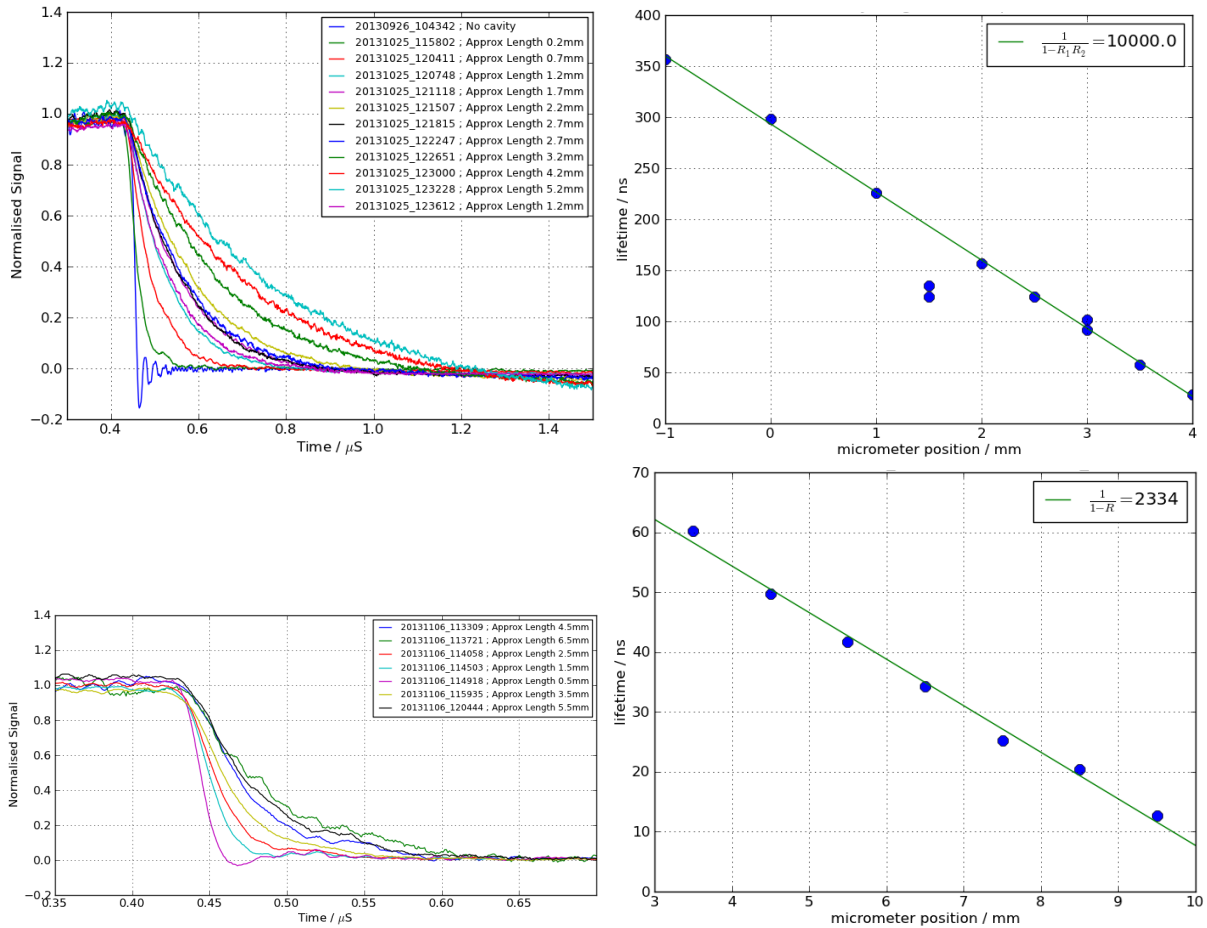 1.4
1.2
1.0
0.8
0.6
0.4
0.2
0.0
−0.2
0.4 0.6 0.8 1.0 1.2 1.4
Time / μS
Normalised Signal
20130926_104342 ; No cavity
20131025_115802 ; Approx Length 0.2mm
20131025_120411 ; Approx Length 0.7mm
20131025_120748 ; Approx Length 1.2mm
20131025_121118 ; Approx Length 1.7mm
20131025_121507 ; Approx Length 2.2mm
20131025_121815 ; Approx Length 2.7mm
20131025_122247 ; Approx Length 2.7mm
20131025_122651 ; Approx Length 3.2mm
20131025_123000 ; Approx Length 4.2mm
20131025_123228 ; Approx Length 5.2mm
20131025_123612 ; Approx Length 1.2mm
400
350
300
250
200
150
100
50
0
−1 0 1 2 3 4
micrometer position / mm
lifetime / ns
1/(1−R₁R₂) =10000.0
1.4
1.2
1.0
0.8
0.6
0.4
0.2
0.0
−0.2
0.35 0.40 0.45 0.50 0.55 0.60 0.65
Time / μS
Normalised Signal
20131106_113309 ; Approx Length 4.5mm
20131106_113721 ; Approx Length 6.5mm
20131106_114058 ; Approx Length 2.5mm
20131106_114503 ; Approx Length 1.5mm
20131106_114918 ; Approx Length 0.5mm
20131106_115935 ; Approx Length 3.5mm
20131106_120444 ; Approx Length 5.5mm
70
60
50
40
30
20
10
0
3 4 5 6 7 8 9 10
micrometer position / mm
lifetime / ns
1/(1−R) =2334